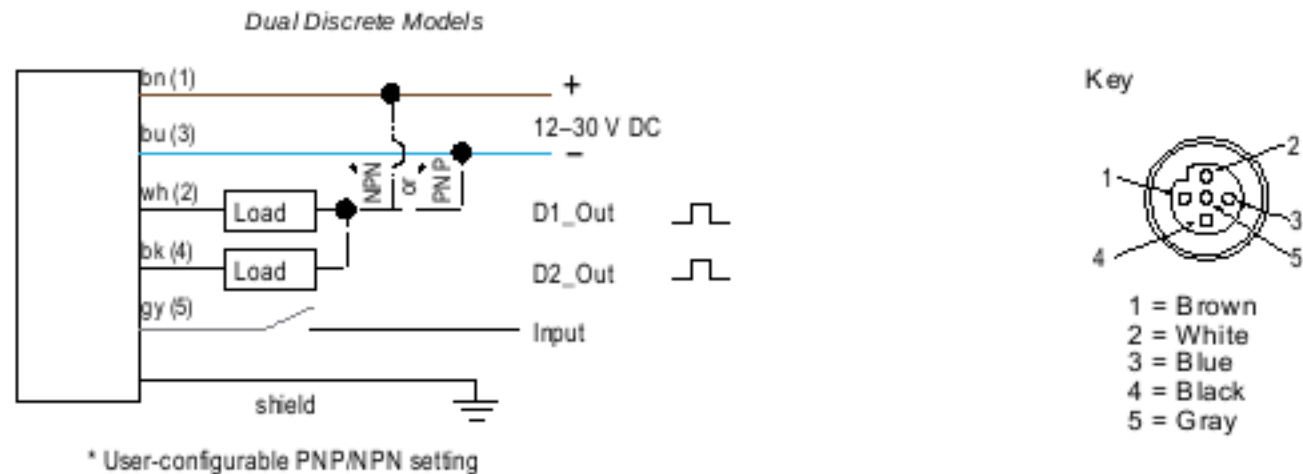 Dual Discrete Models
bn (1)
+
12–30 V DC
bu (3)
–
NPN
or
PNP
wh (2)
Load
D1_Out
bk (4)
Load
D2_Out
gy (5)
Input
shield
* User-configurable PNP/NPN setting
Key
1
2
3
4
5
1 = Brown
2 = White
3 = Blue
4 = Black
5 = Gray